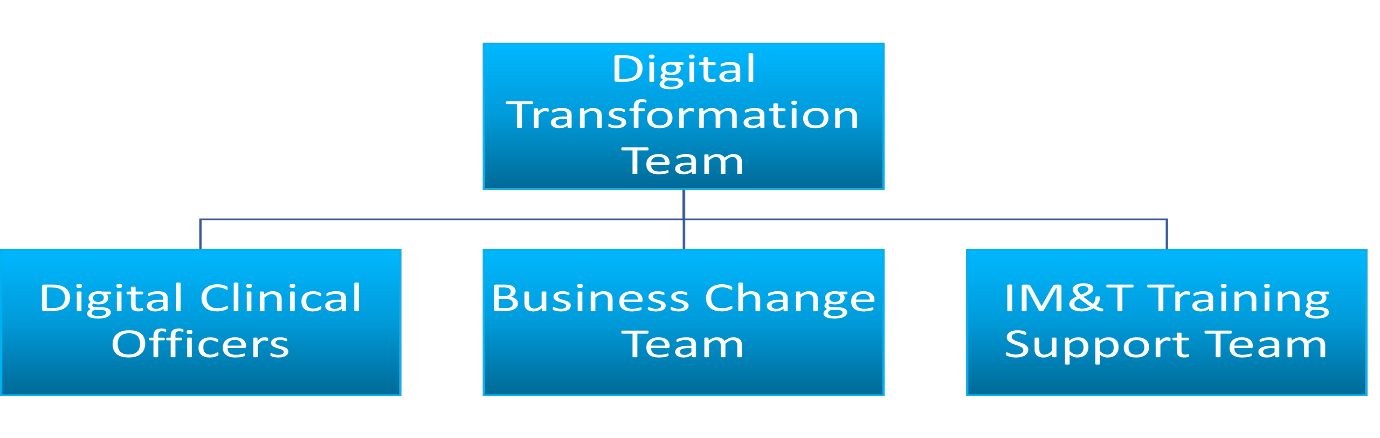 Digital
Transformation
Team
Digital Clinical
Officers
Business Change
Team
IM&T Training
Support Team